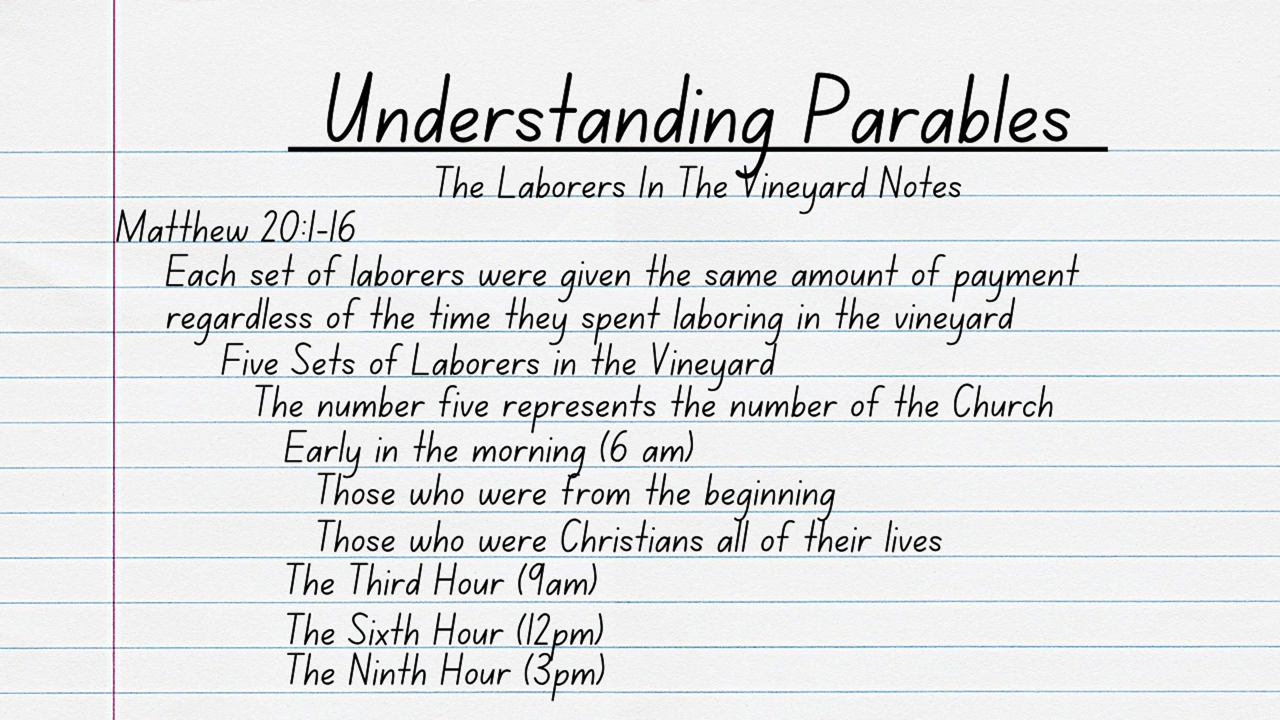 Understanding Parables
The Laborers In The Vineyard Notes
Matthew 20:1-16
Each set of laborers were given the same amount of payment
regardless of the time they spent laboring in the vineyard
Five Sets of Laborers in the Vineyard
The number five represents the number of the Church
Early in the morning (6 am)
Those who were from the beginning
Those who were Christians all of their lives
The Third Hour (9am)
The Sixth Hour (12pm)
The Ninth Hour (3pm)